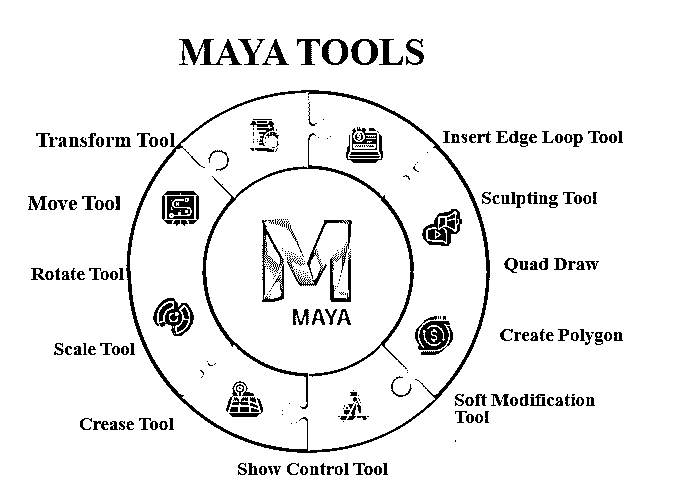 MAYA TOOLS
Transform Tool
Insert Edge Loop Tool
Move Tool
Sculpting Tool
Rotate Tool
Quad Draw
MAYA
Scale Tool
Create Polygon
Crease Tool
Soft Modification
Tool
Show Control Tool